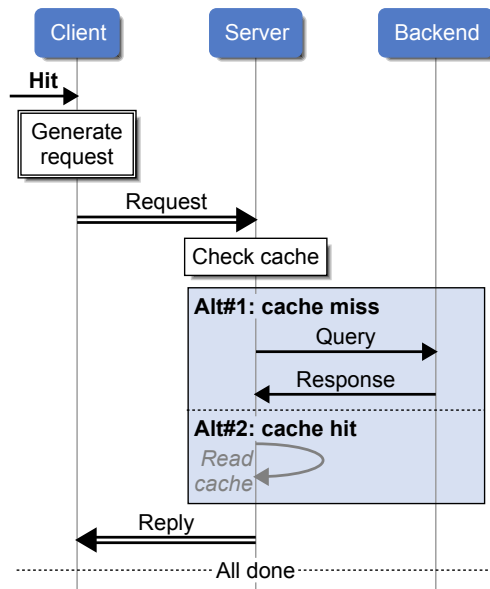 Client
Server
Backend
Hit
Generate
request
Request
Check cache
Alt#1: cache miss
Query
Response
Alt#2: cache hit
Read
cache
Reply
All done